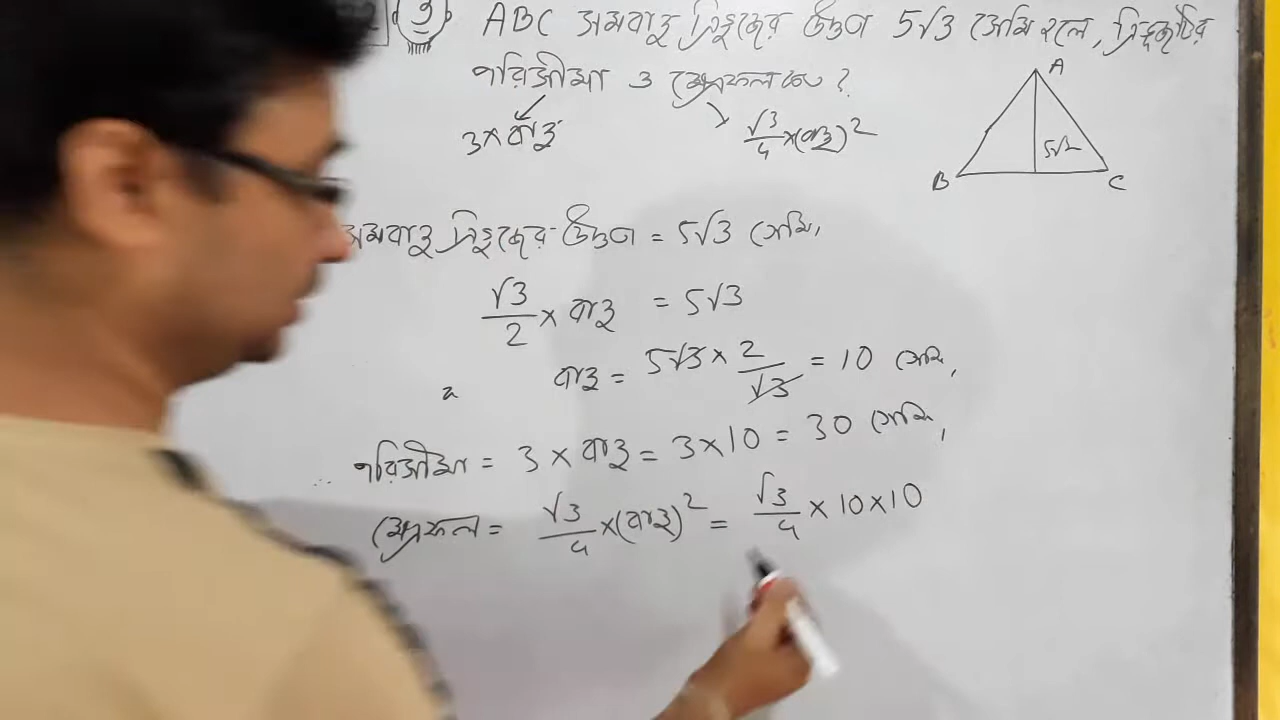 3 ABC সমবাহু ত্রিভুজের উচ্চতা 5√3 সেমি হলে, ত্রিভুজটির
পরিসীমা ও ক্ষেত্রফল কত?
3×বাহু
√3/4×(বাহু)²
A
B
C
সমবাহু ত্রিভুজের উচ্চতা = 5√3 সেমি,
√3/2 × বাহু = 5√3
বাহু = 5√3 × 2/√3 = 10 সেমি,
∴ পরিসীমা = 3 × বাহু = 3×10 = 30 সেমি,
ক্ষেত্রফল = √3/4 ×(বাহু)² = √3/4 × 10×10